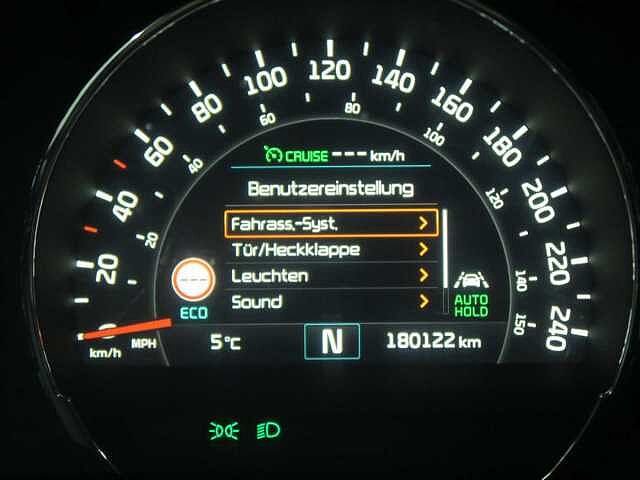 120
100
140
80
80
160
60
100
60
180
40
CRUISE --- km/h
Benutzereinstellung
40
120
200
Fahrass.-Syst.
20
Tür/Heckklappe
20
220
Leuchten
140
---
Sound
AUTO
HOLD
ECO
150
240
0
km/h
MPH
5°C
N
180122 km